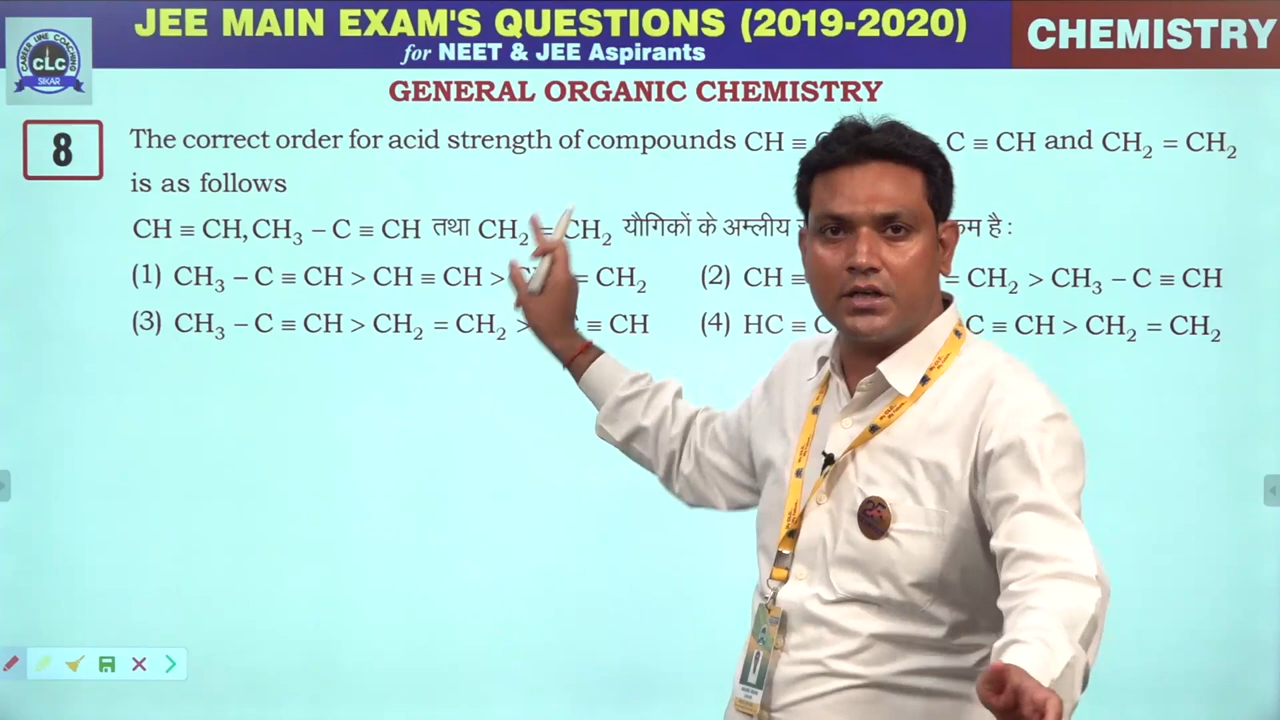 JEE MAIN EXAM'S QUESTIONS (2019-2020)
for NEET & JEE Aspirants
CHEMISTRY
CAREER LINE COACHING
CLC
SIKAR
GENERAL ORGANIC CHEMISTRY
8
The correct order for acid strength of compounds CH ≡ C ≡ CH and CH₂ = CH₂
is as follows
CH ≡ CH, CH₃ – C ≡ CH तथा CH₂ = CH₂ यौगिकों के अम्लीय है :
(1) CH₃ – C ≡ CH > CH ≡ CH > = CH₂
(2) CH ≡ = CH₂ > CH₃ – C ≡ CH
(3) CH₃ – C ≡ CH > CH₂ = CH₂ > ≡ CH
(4) HC ≡ C ≡ CH > CH₂ = CH₂